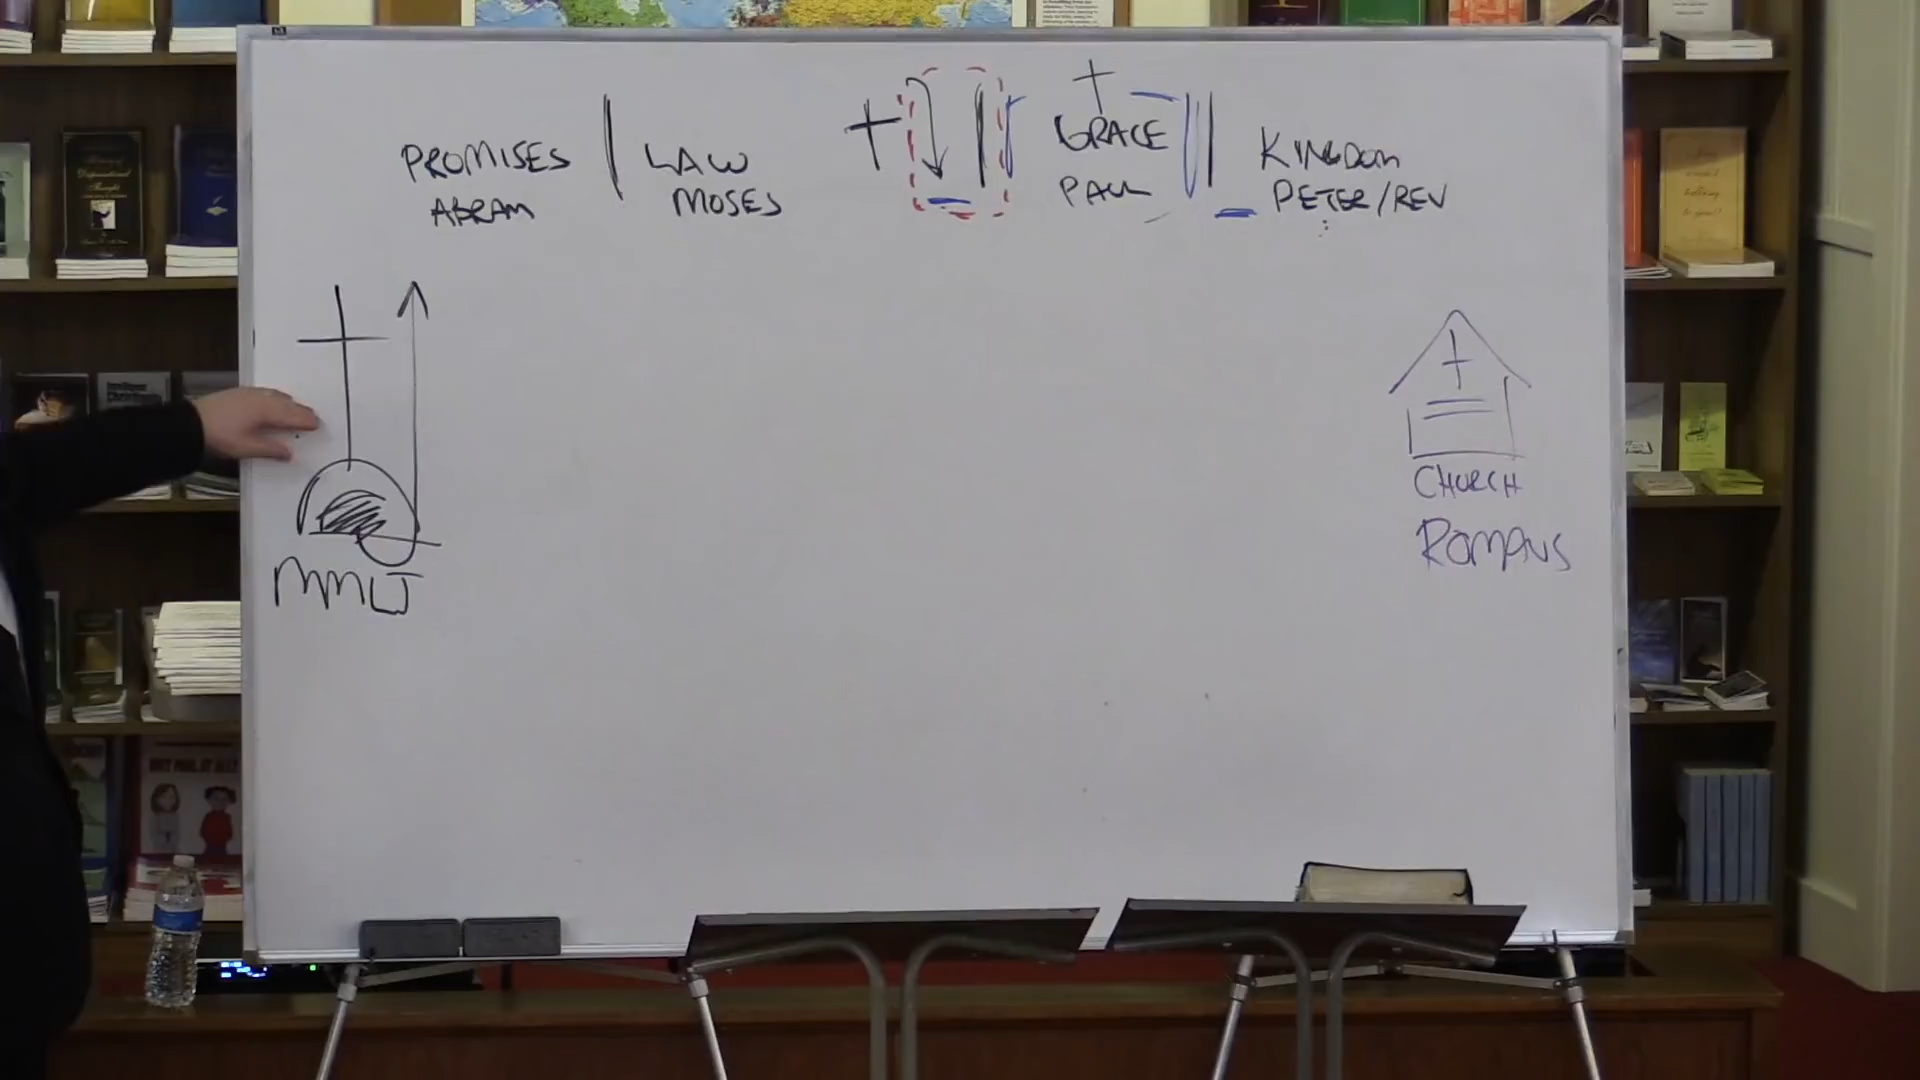 PROMISES
ABRAM
LAW
MOSES
GRACE
PAUL
KINGDOM
PETER/REV
MMLJ
CHURCH
ROMANS